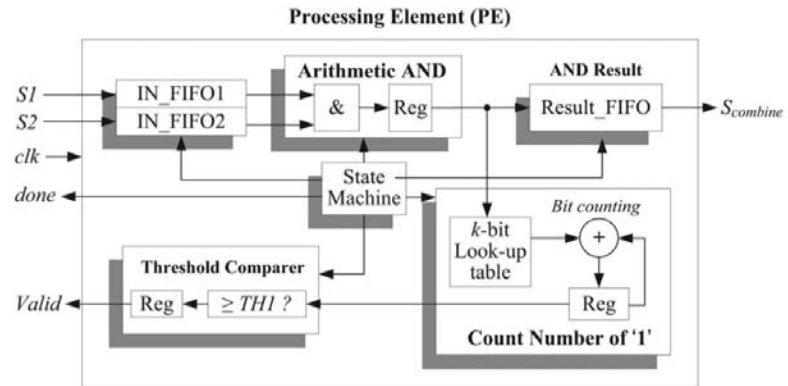 Processing Element (PE)
Arithmetic AND
AND Result
S1
IN_FIFO1
&
Reg
Result_FIFO
Scombine
S2
IN_FIFO2
clk
State
Machine
done
Bit counting
k-bit
Look-up
table
+
Threshold Comparer
Valid
Reg
≥ TH1 ?
Reg
Count Number of ‘1’